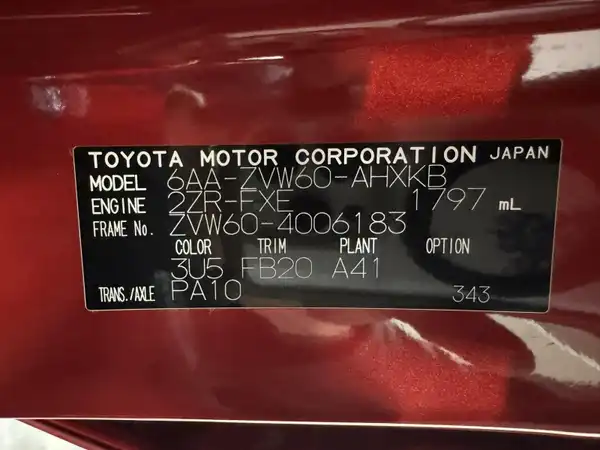 TOYOTA MOTOR CORPORATION JAPAN
MODEL 6AA-ZVW60-AHXKB
ENGINE 2ZR-FXE 1797 mL
FRAME No. ZVW60-4006183
COLOR TRIM PLANT OPTION
3U5 FB20 A41
TRANS./AXLE PA10 343